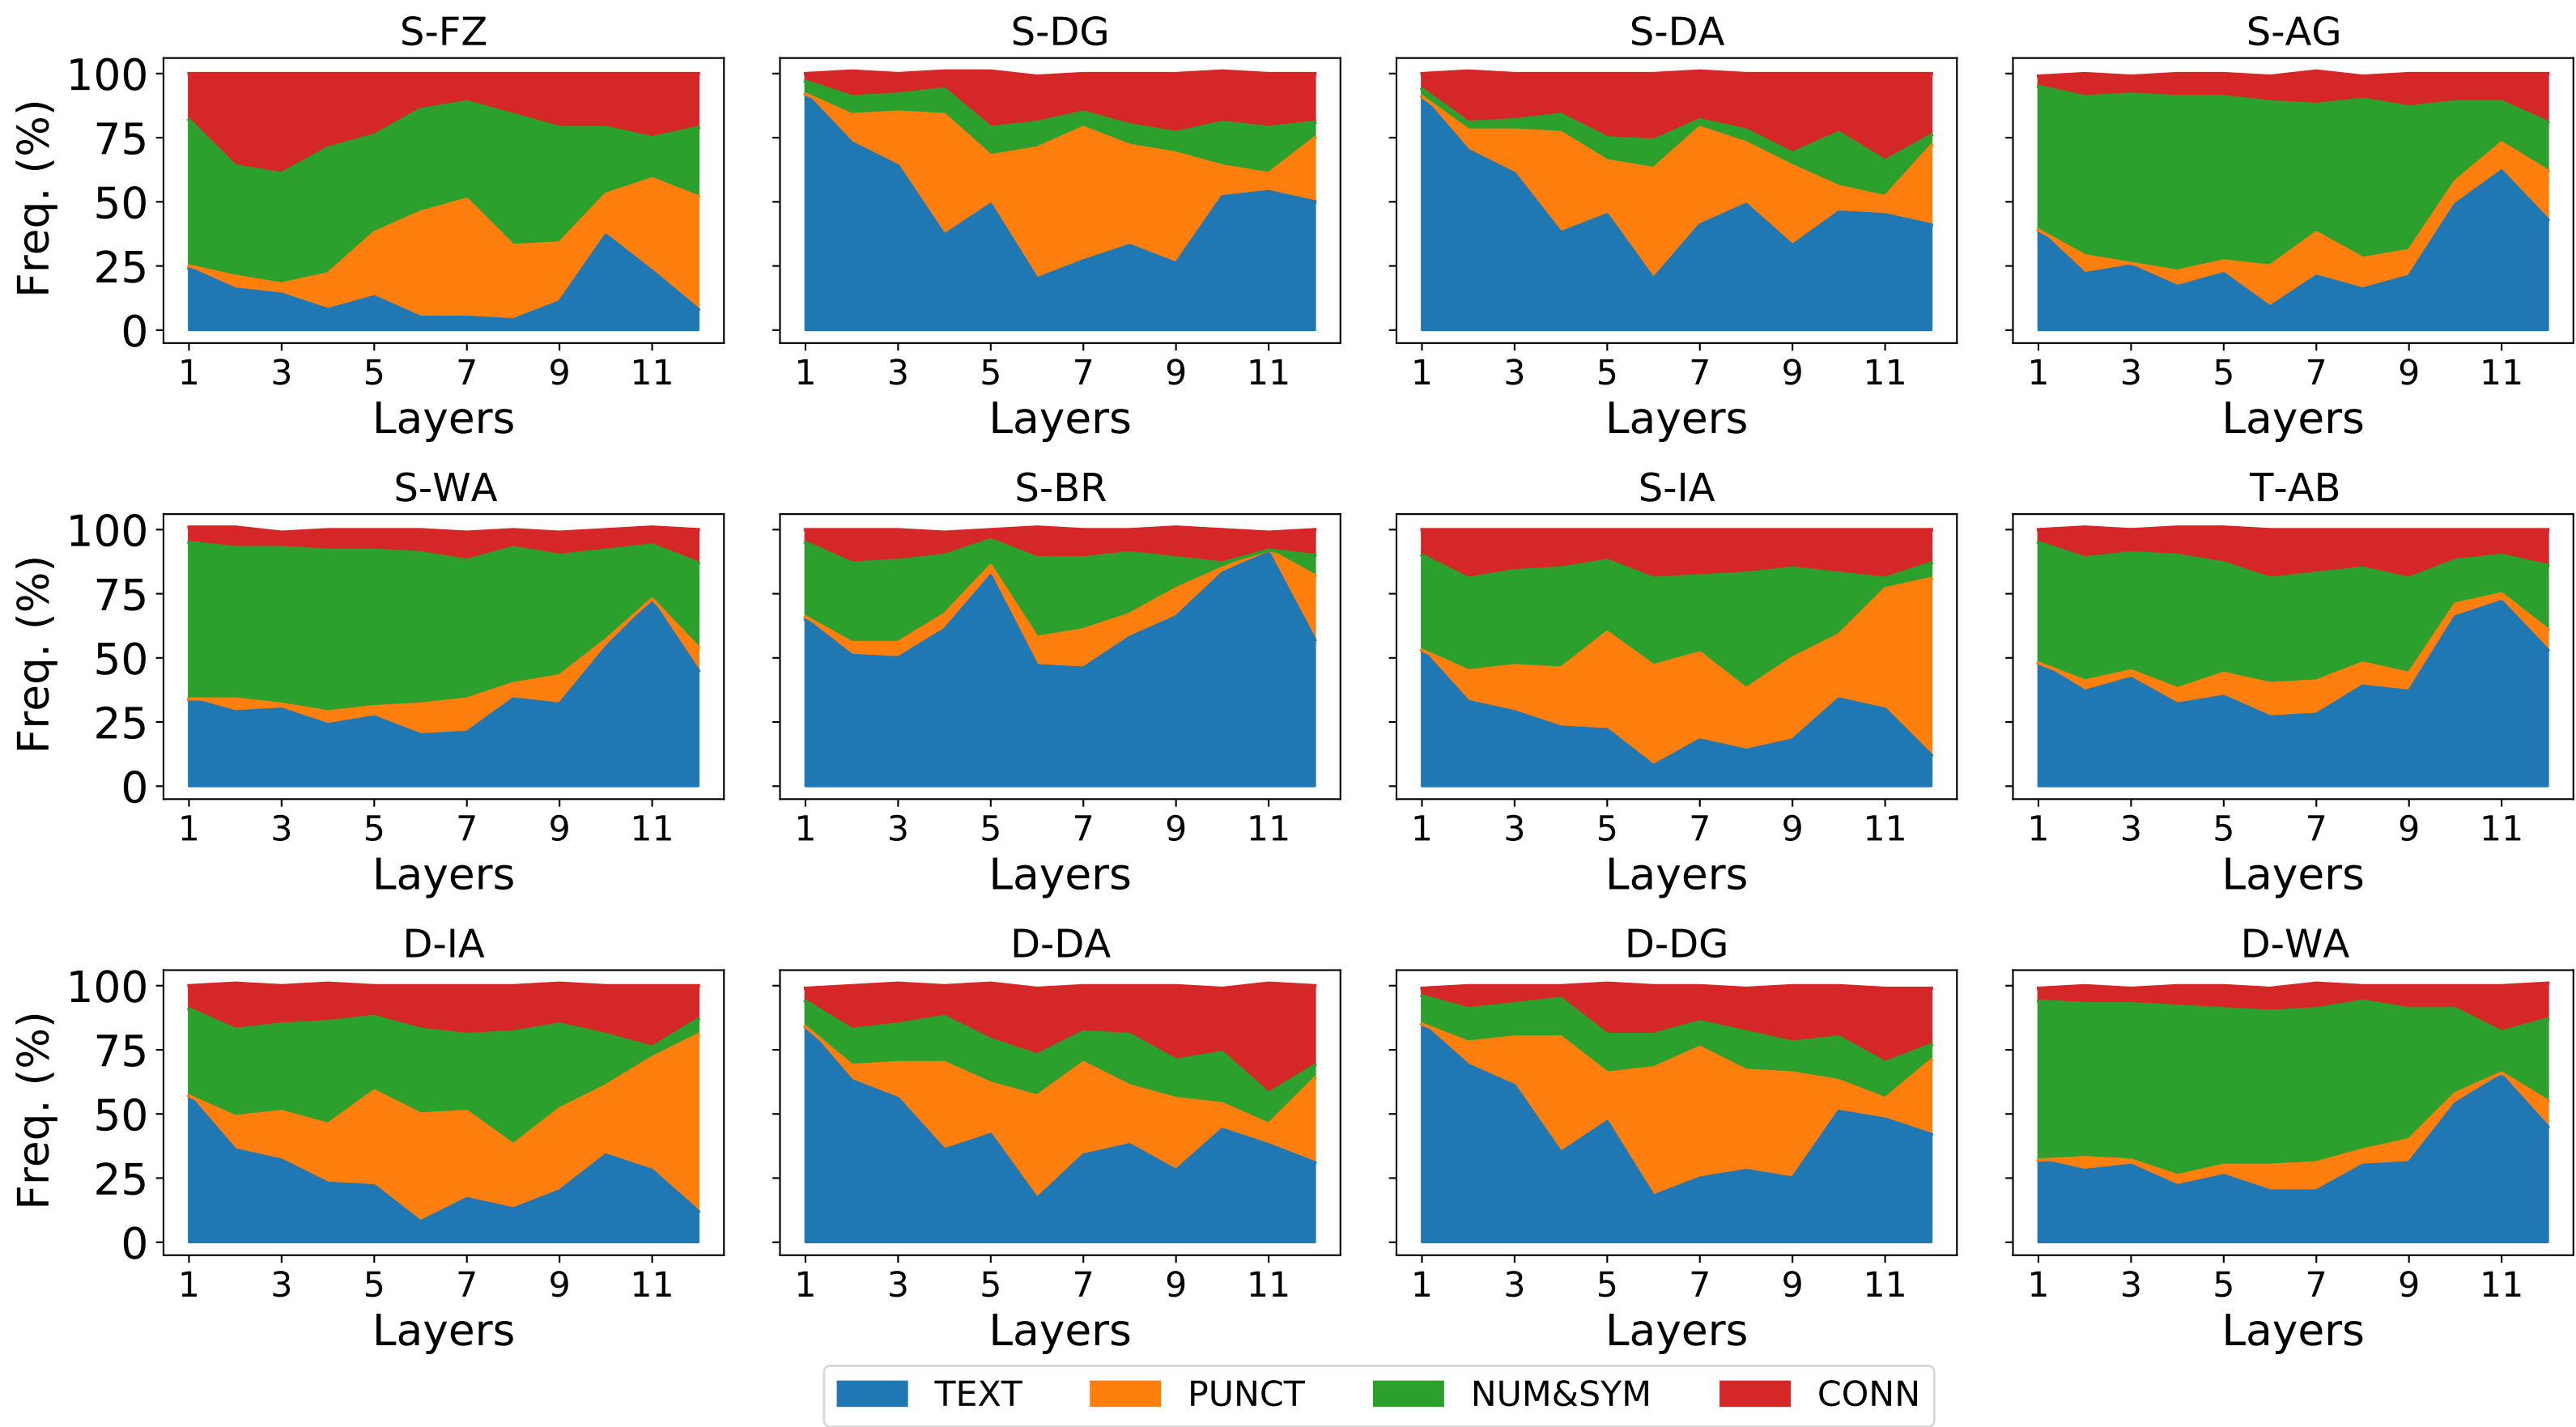 S-FZ S-DG S-DA S-AG
Freq. (%)
100
75
50
25
0
1 3 5 7 9 11 1 3 5 7 9 11 1 3 5 7 9 11 1 3 5 7 9 11
Layers Layers Layers Layers
S-WA S-BR S-IA T-AB
Freq. (%)
100
75
50
25
0
1 3 5 7 9 11 1 3 5 7 9 11 1 3 5 7 9 11 1 3 5 7 9 11
Layers Layers Layers Layers
D-IA D-DA D-DG D-WA
Freq. (%)
100
75
50
25
0
1 3 5 7 9 11 1 3 5 7 9 11 1 3 5 7 9 11 1 3 5 7 9 11
Layers Layers Layers Layers
TEXT PUNCT NUM&SYM CONN